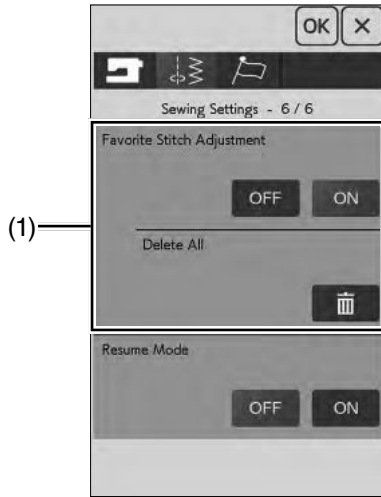 OK ×
Sewing Settings - 6 / 6
Favorite Stitch Adjustment
OFF ON
(1)
Delete All
Resume Mode
OFF ON